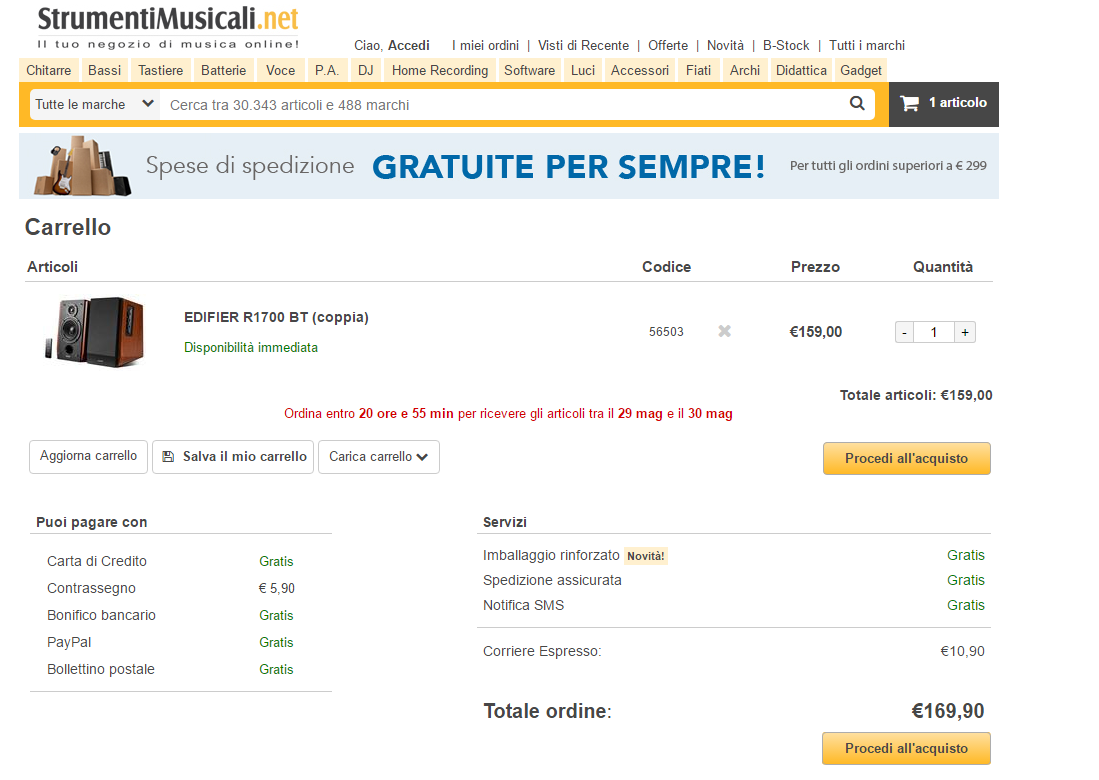 StrumentiMusicali.net
Il tuo negozio di musica online!
Ciao, Accedi I miei ordini | Visti di Recente | Offerte | Novità | B-Stock | Tutti i marchi
Chitarre Bassi Tastiere Batterie Voce P.A. DJ Home Recording Software Luci Accessori Fiati Archi Didattica Gadget
Tutte le marche Cerca tra 30.343 articoli e 488 marchi 1 articolo
Spese di spedizione GRATUITE PER SEMPRE! Per tutti gli ordini superiori a € 299
Carrello
Articoli Codice Prezzo Quantità
EDIFIER R1700 BT (coppia)
56503 €159,00 - 1 +
Disponibilità immediata
Totale articoli: €159,00
Ordina entro 20 ore e 55 min per ricevere gli articoli tra il 29 mag e il 30 mag
Aggiorna carrello Salva il mio carrello Carica carrello Procedi all'acquisto
Puoi pagare con
Carta di Credito Gratis
Contrassegno € 5,90
Bonifico bancario Gratis
PayPal Gratis
Bollettino postale Gratis
Servizi
Imballaggio rinforzato Novità! Gratis
Spedizione assicurata Gratis
Notifica SMS Gratis
Corriere Espresso: €10,90
Totale ordine: €169,90
Procedi all'acquisto